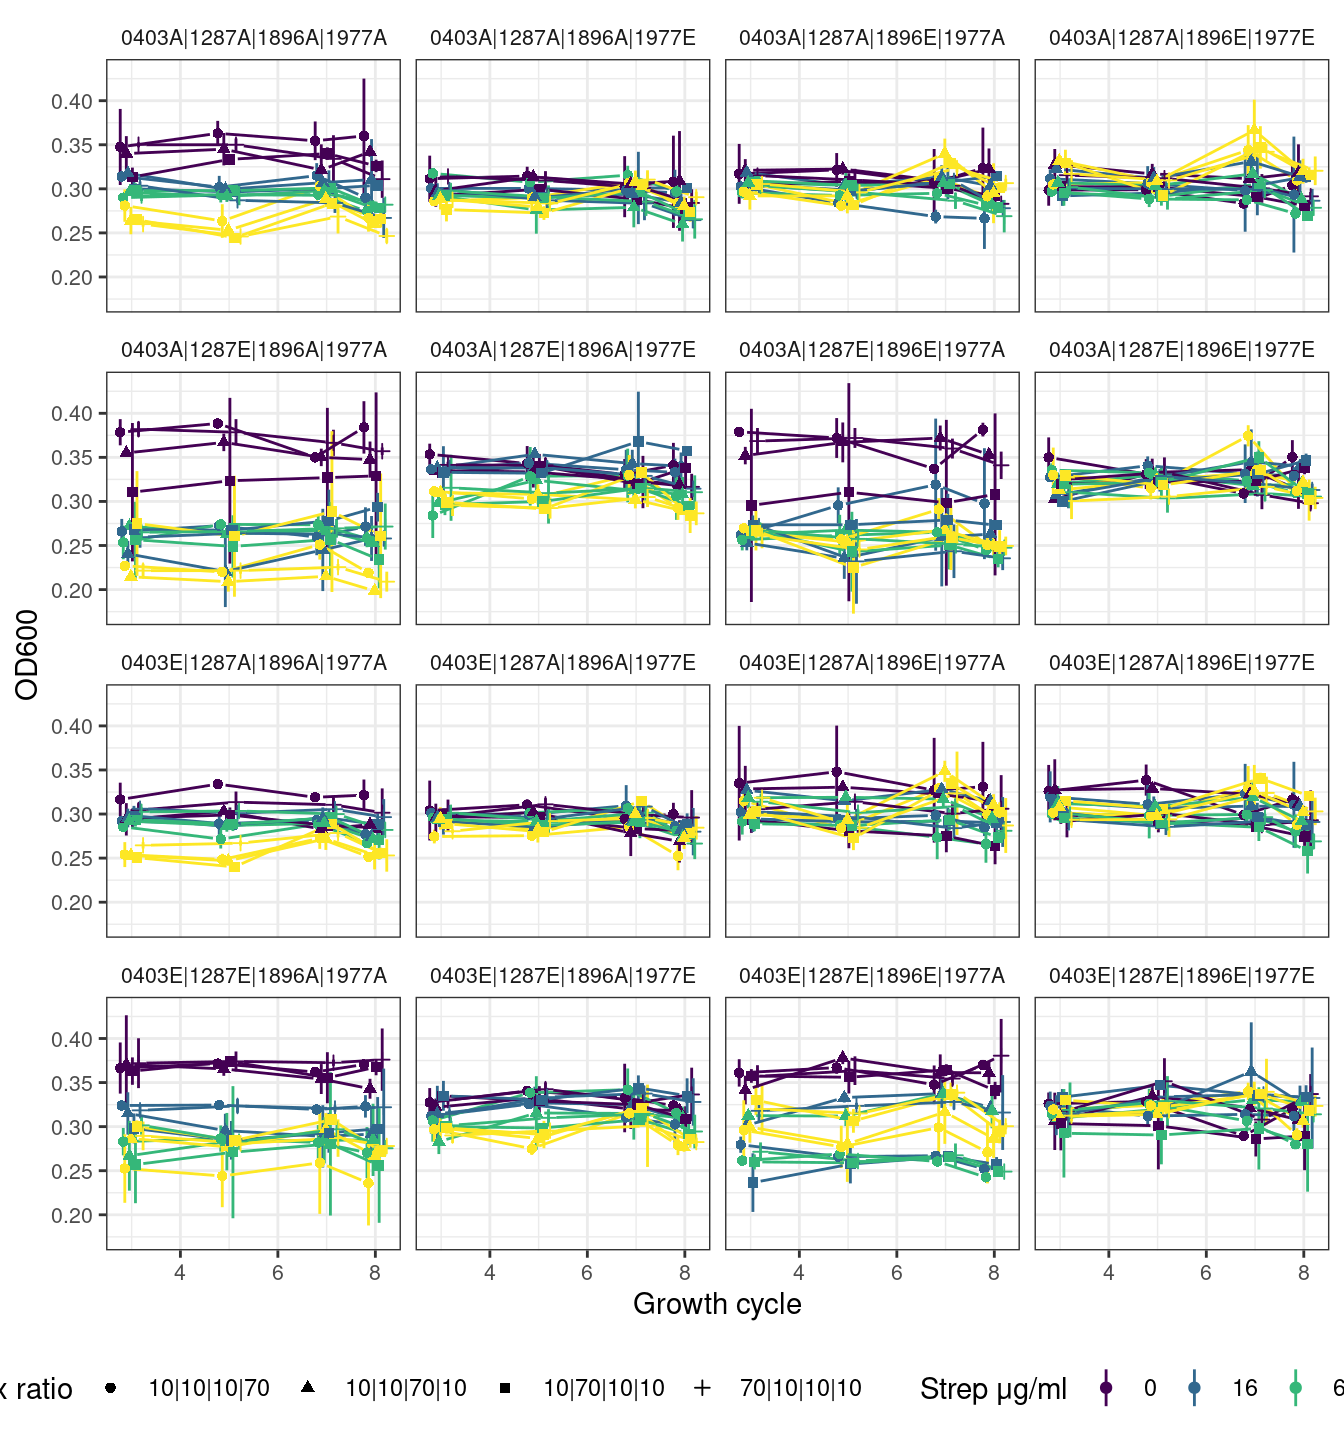 0403A|1287A|1896A|1977A 0403A|1287A|1896A|1977E 0403A|1287A|1896E|1977A 0403A|1287A|1896E|1977E
0.40
0.35
0.30
0.25
0.20
0403A|1287E|1896A|1977A 0403A|1287E|1896A|1977E 0403A|1287E|1896E|1977A 0403A|1287E|1896E|1977E
0.40
0.35
0.30
0.25
0.20
OD600
0403E|1287A|1896A|1977A 0403E|1287A|1896A|1977E 0403E|1287A|1896E|1977A 0403E|1287A|1896E|1977E
0.40
0.35
0.30
0.25
0.20
0403E|1287E|1896A|1977A 0403E|1287E|1896A|1977E 0403E|1287E|1896E|1977A 0403E|1287E|1896E|1977E
0.40
0.35
0.30
0.25
0.20
4 6 8 4 6 8 4 6 8 4 6 8
Growth cycle
x ratio 10|10|10|70 10|10|70|10 10|70|10|10 70|10|10|10 Strep µg/ml 0 16 6